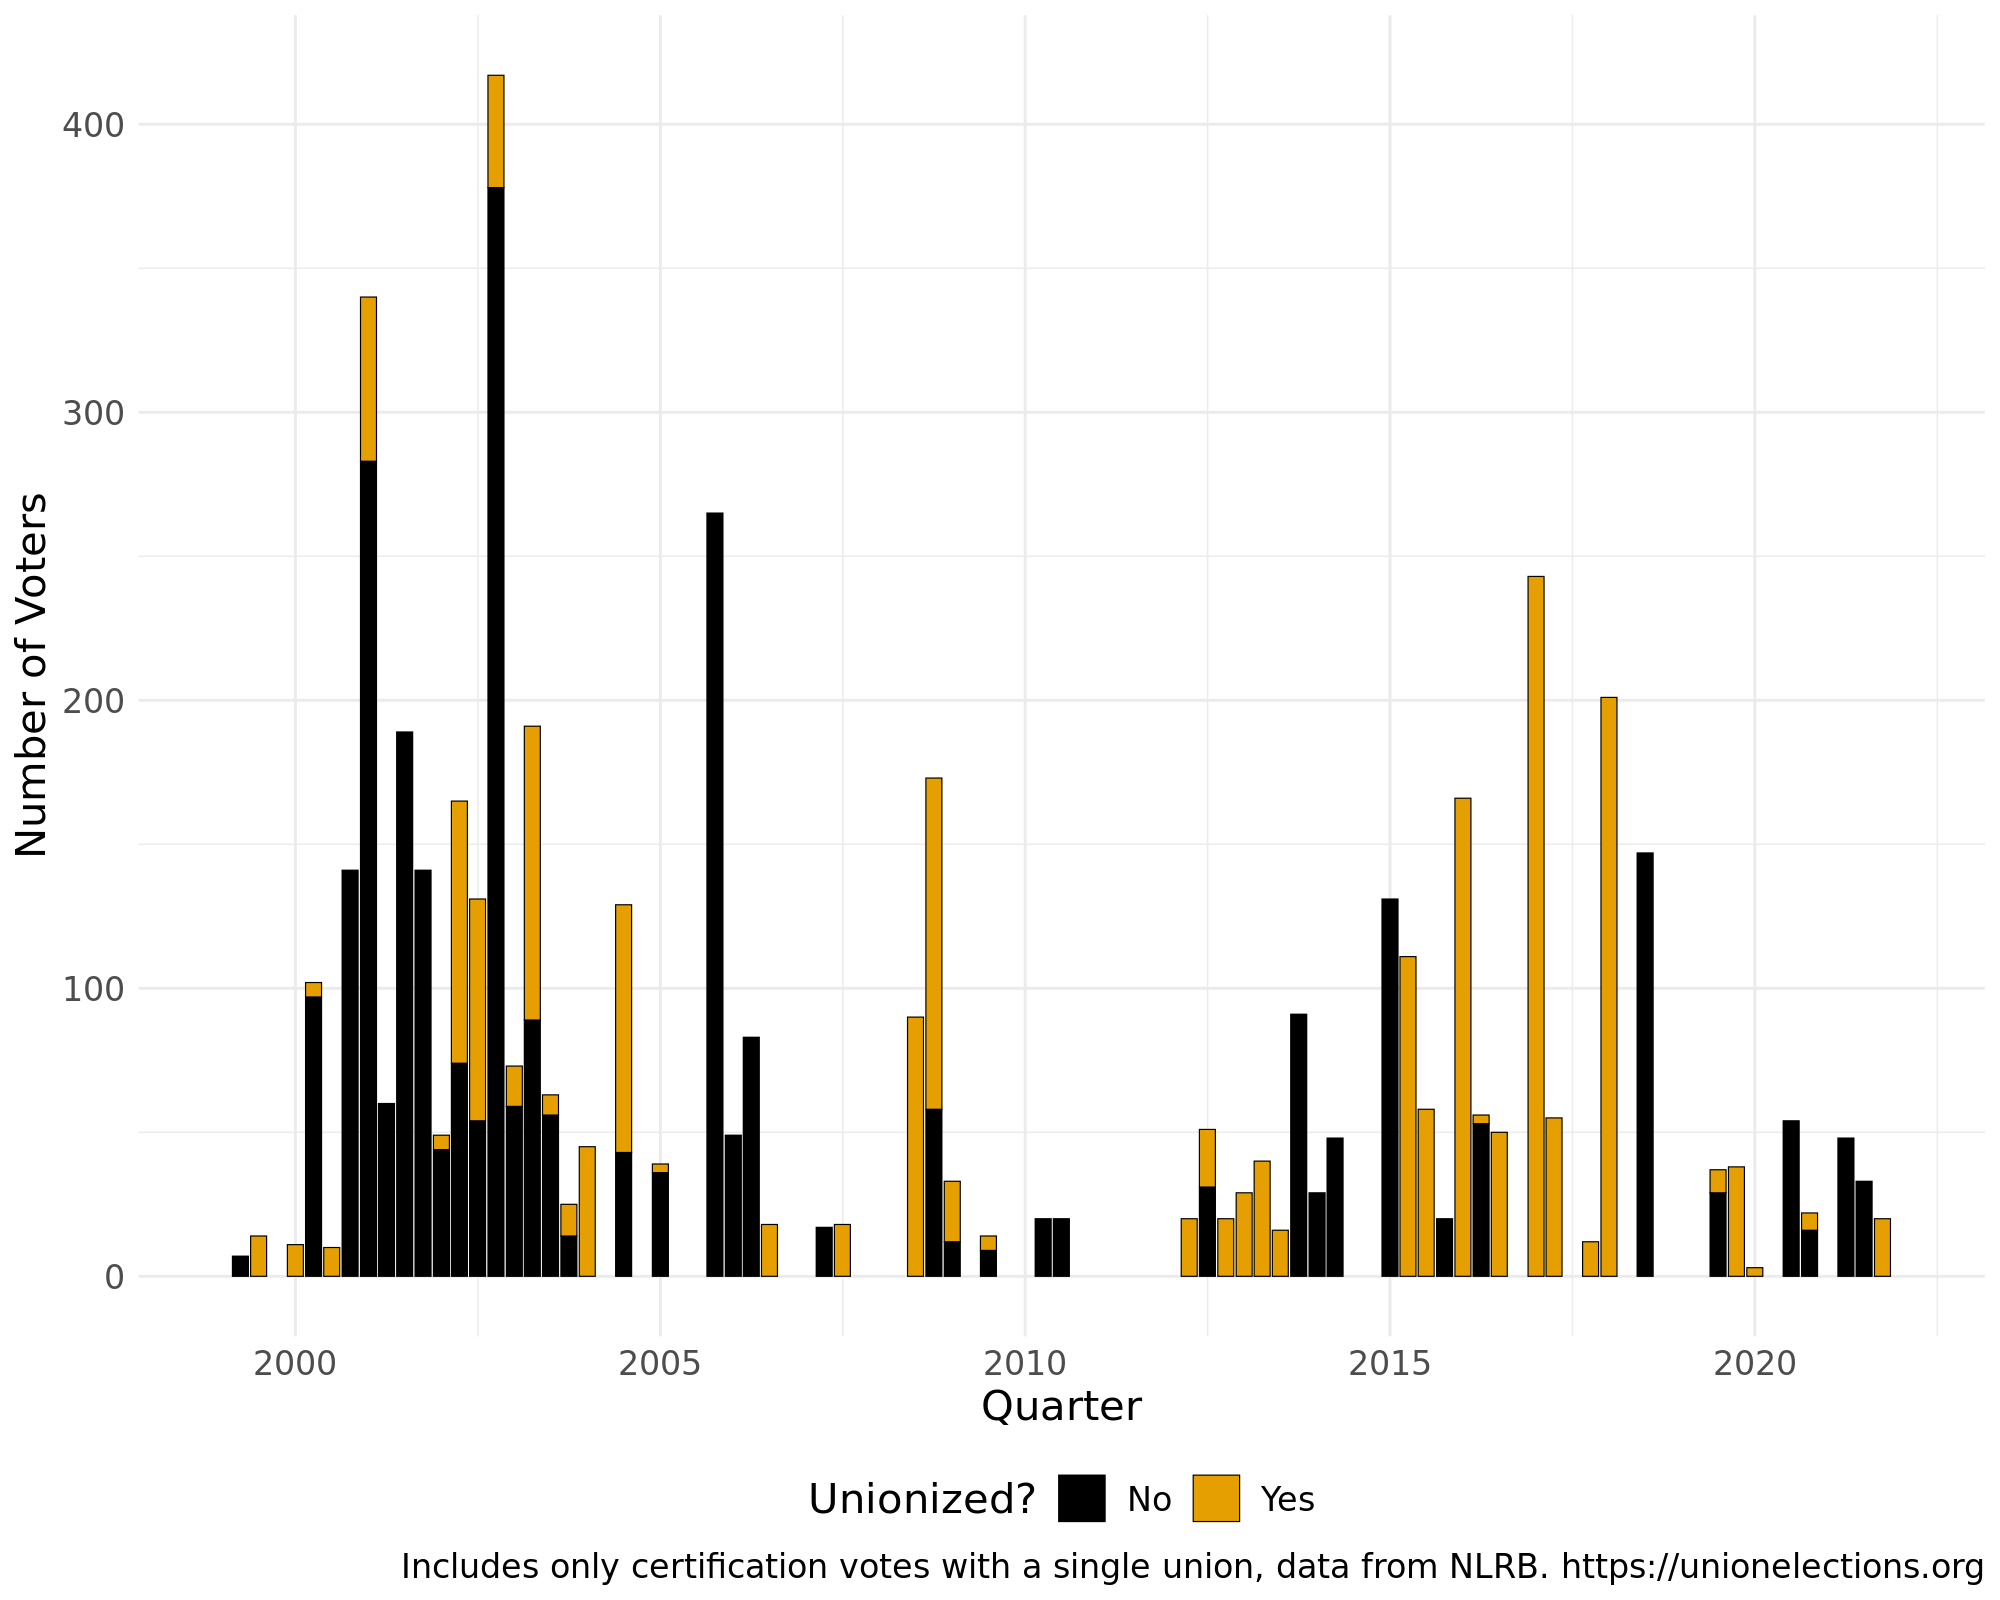 Number of Voters
400
300
200
100
0
2000 2005 2010 2015 2020
Quarter
Unionized? No Yes
Includes only certification votes with a single union, data from NLRB. https://unionelections.org